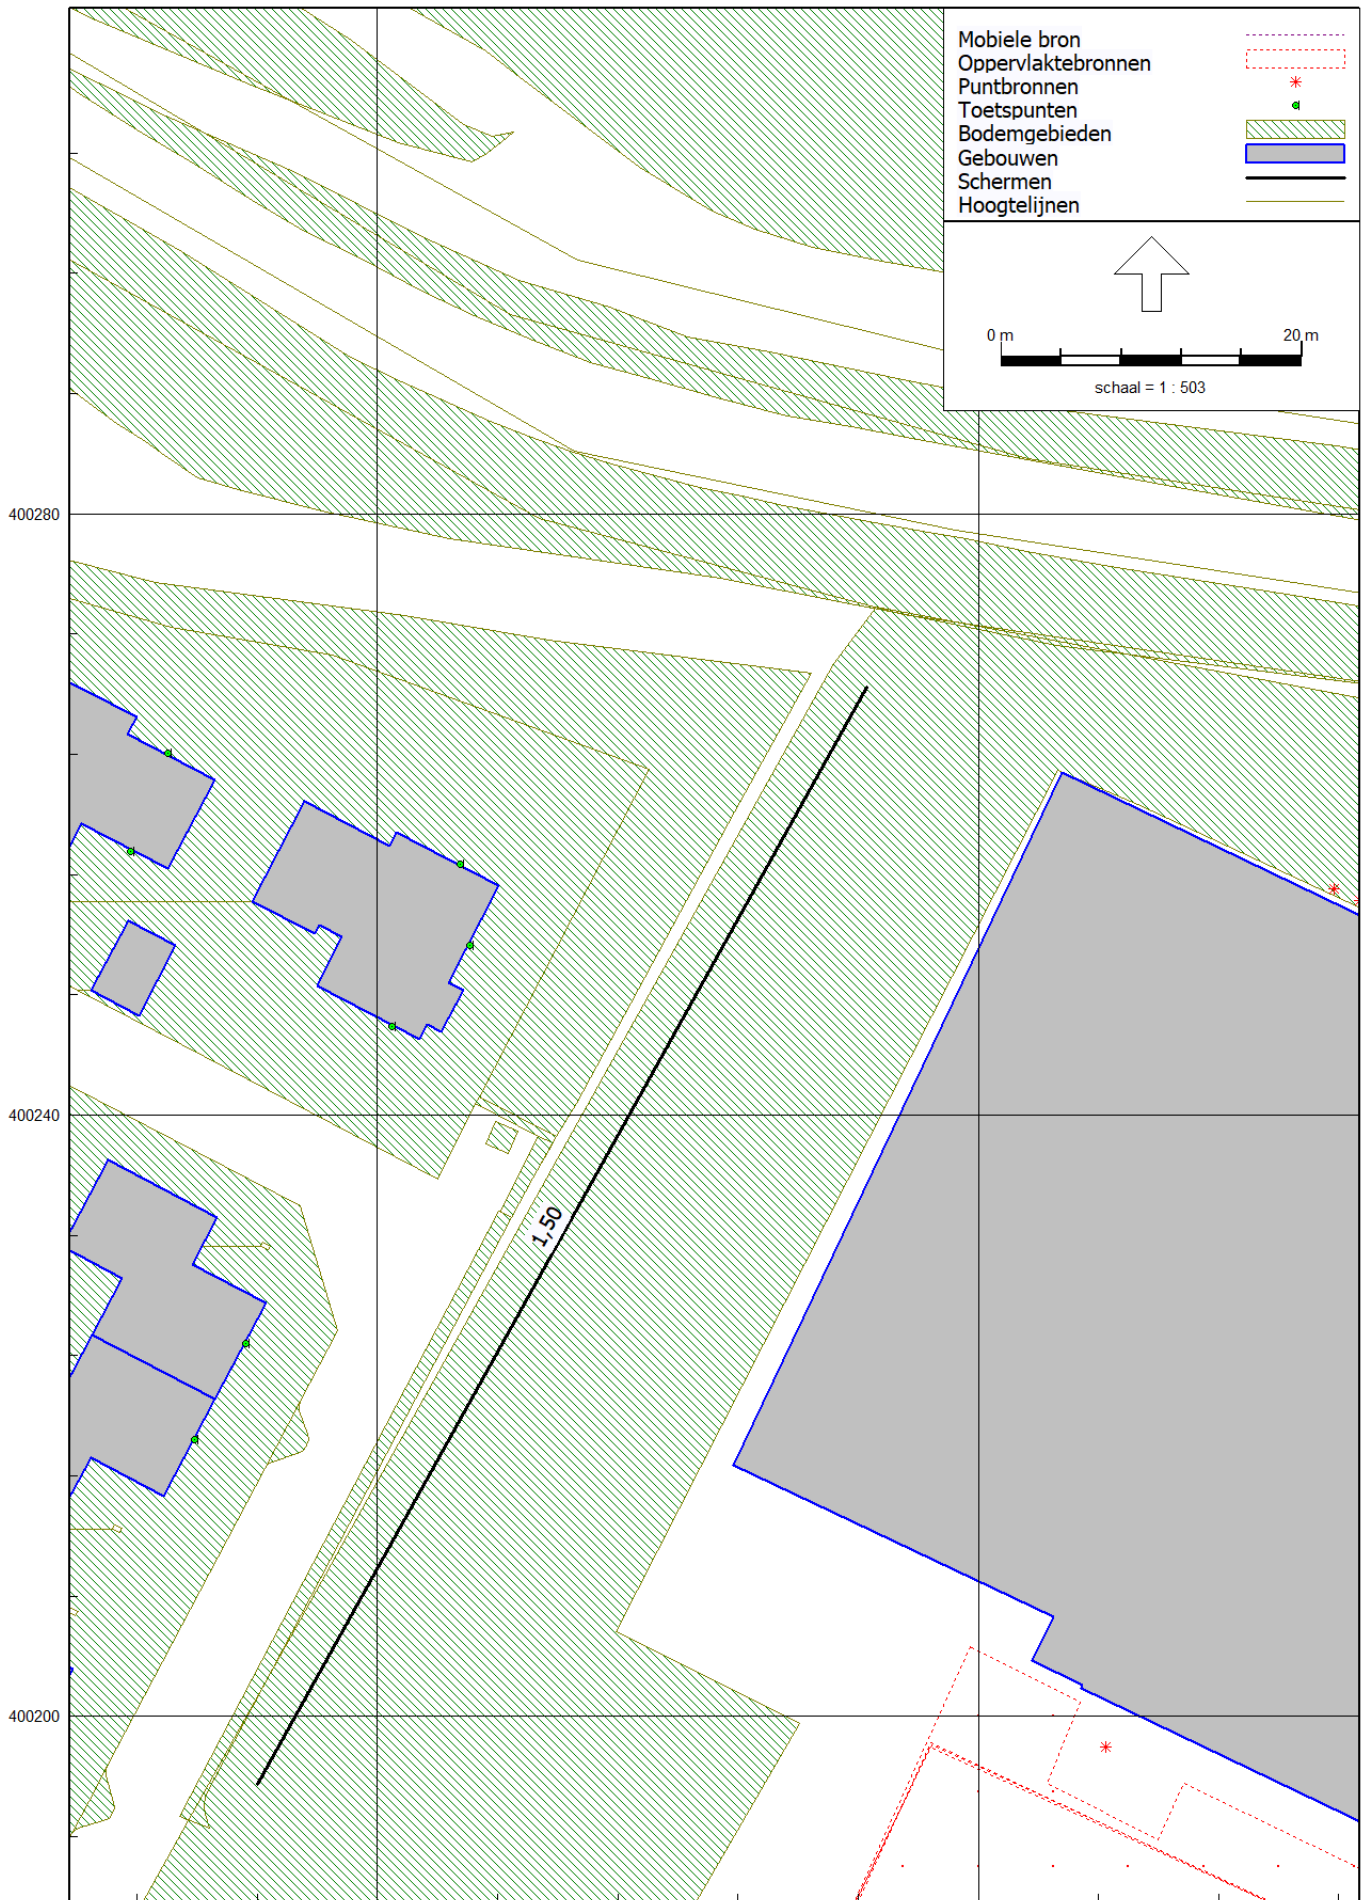 Mobiele bron
Oppervlaktebronnen
Puntbronnen
Toetspunten
Bodemgebieden
Gebouwen
Schermen
Hoogtelijnen
0 m 20 m
schaal = 1 : 503
400280
400240
1,50
400200